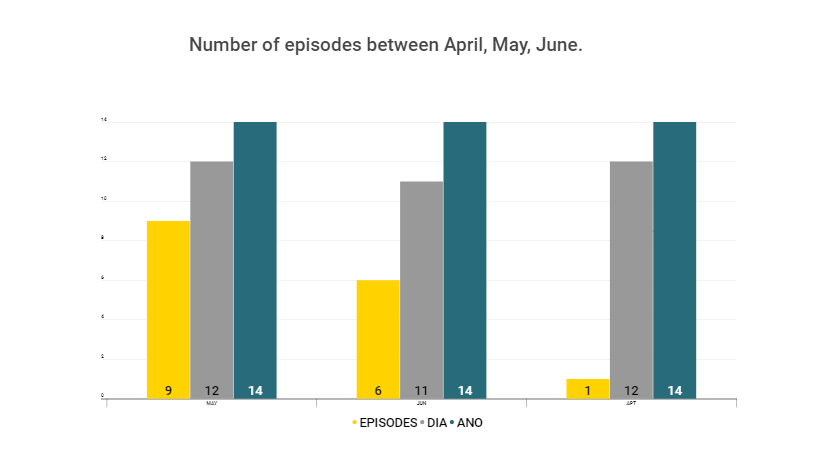 Number of episodes between April, May, June.
14
12
10
8
6
4
2
0
9 12 14 6 11 14 1 12 14
MAY JUN APT
EPISODES DIA ANO